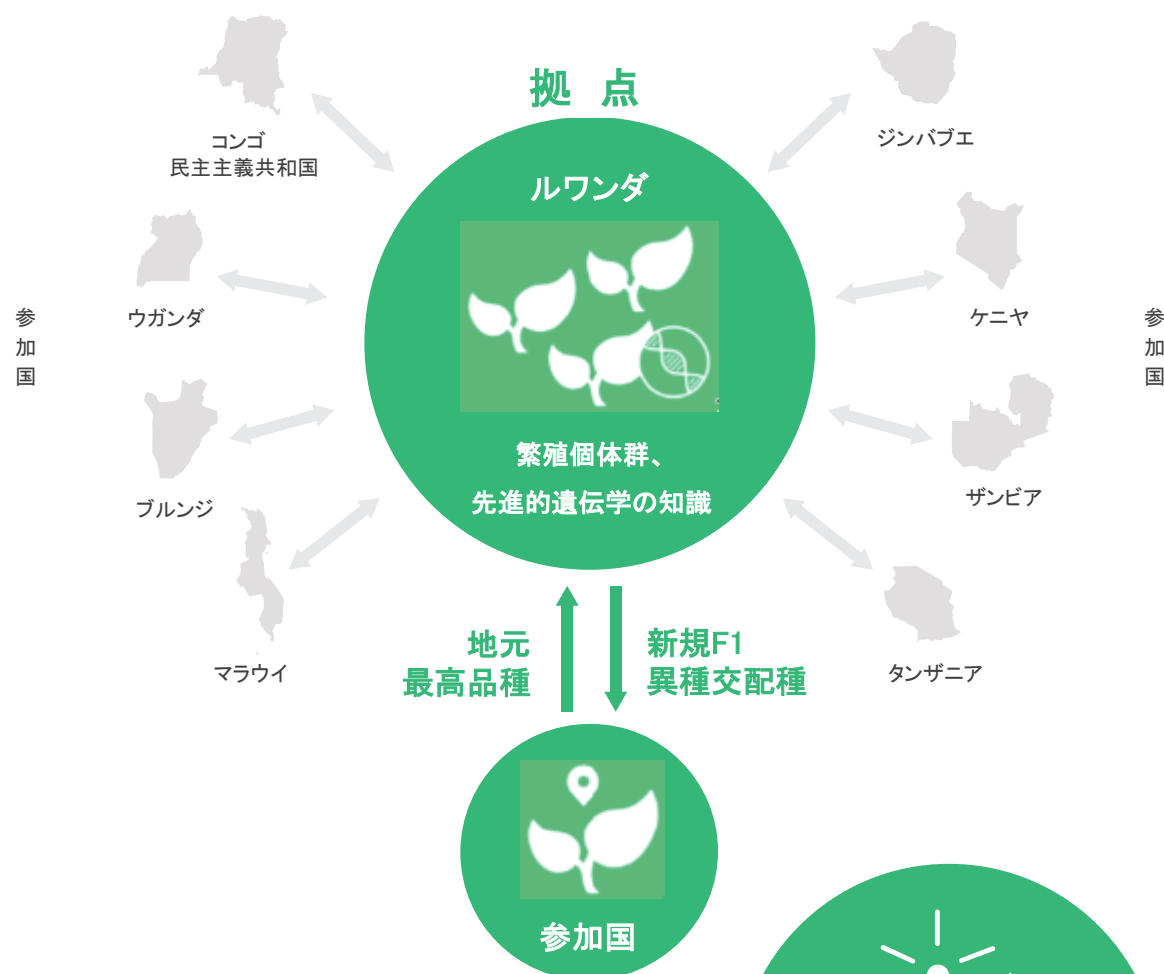 拠 点
ルワンダ
繁殖個体群、
先進的遺伝学の知識
コンゴ
民主主義共和国
ウガンダ
ブルンジ
マラウイ
ジンバブエ
ケニヤ
ザンビア
タンザニア
参加国
参加国
地元
最高品種
新規F1
異種交配種
参加国